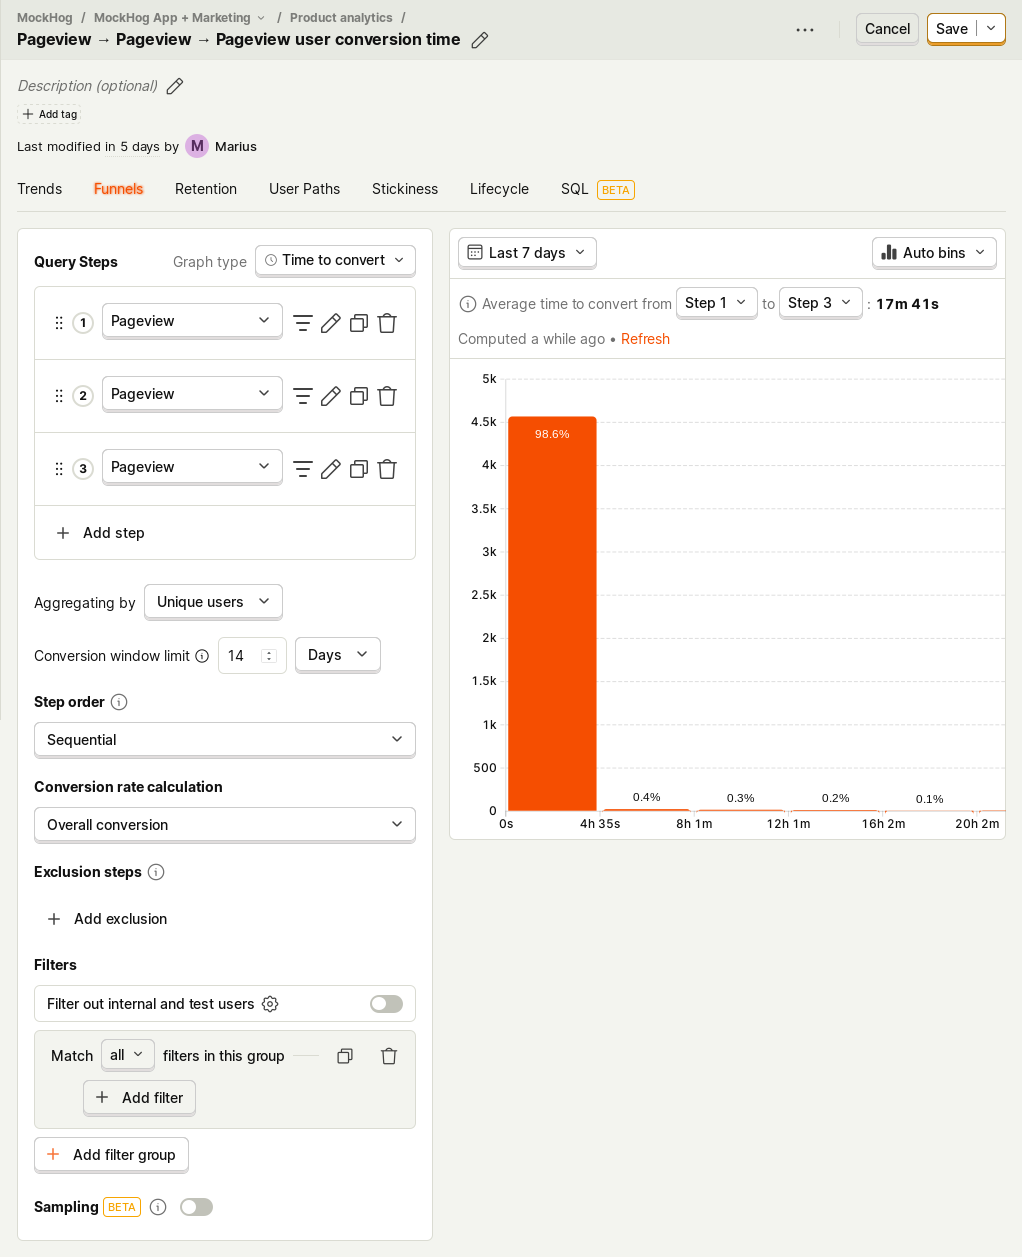 MockHog / MockHog App + Marketing / Product analytics /
Pageview → Pageview → Pageview user conversion time
Cancel
Save
Description (optional)
+ Add tag
Last modified in 5 days by M Marius
Trends Funnels Retention User Paths Stickiness Lifecycle SQL BETA
Query Steps Graph type Time to convert
1 Pageview
2 Pageview
3 Pageview
+ Add step
Aggregating by Unique users
Conversion window limit 14 Days
Step order
Sequential
Conversion rate calculation
Overall conversion
Exclusion steps
+ Add exclusion
Filters
Filter out internal and test users
Match all filters in this group
+ Add filter
+ Add filter group
Sampling BETA
Last 7 days Auto bins
Average time to convert from Step 1 to Step 3 : 17m 41s
Computed a while ago • Refresh
5k
4.5k
98.6%
4k
3.5k
3k
2.5k
2k
1.5k
1k
500
0.4% 0.3% 0.2% 0.1%
0
0s 4h 35s 8h 1m 12h 1m 16h 2m 20h 2m